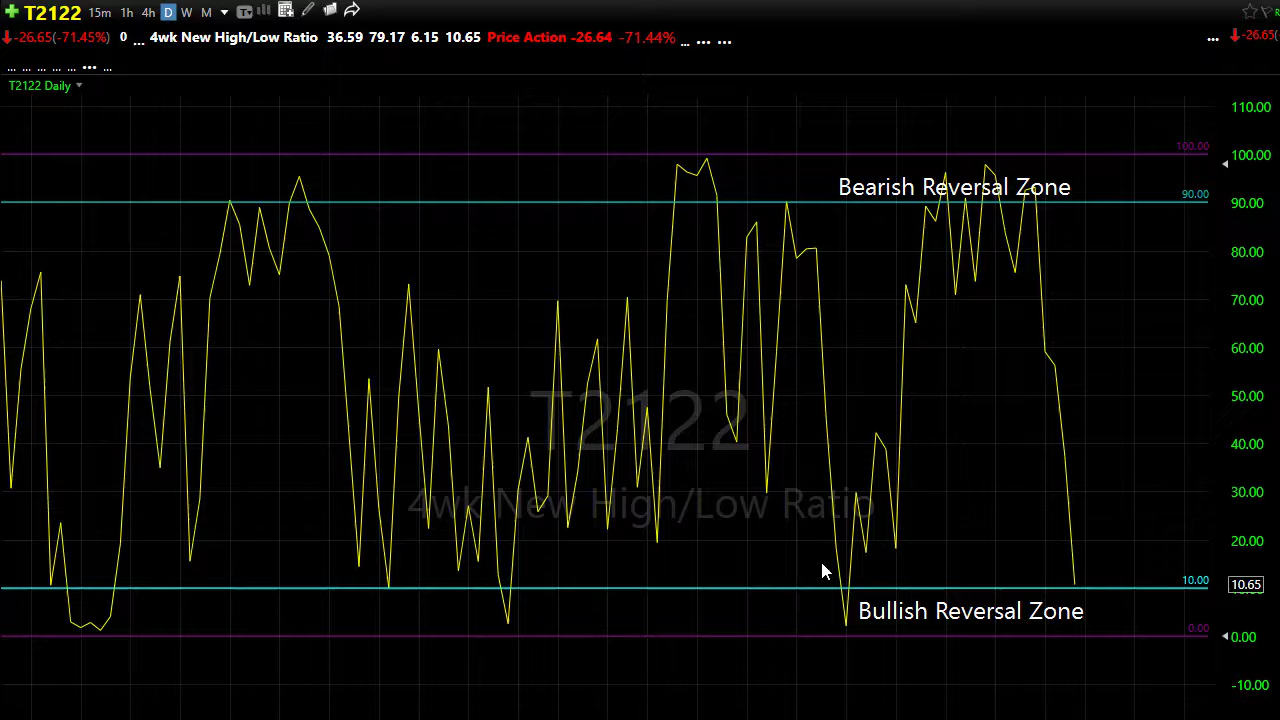 T2122 15m 1h 4h D W M
-26.65(-71.45%) 0 ... 4wk New High/Low Ratio 36.59 79.17 6.15 10.65 Price Action -26.64 -71.44% ... ... ... ... -26.65(
... ... ... ... ... ... ...
T2122 Daily
110.00
100.00 100.00
Bearish Reversal Zone
90.00 90.00
80.00
70.00
60.00
50.00
T2122
40.00
30.00
4wk New High/Low Ratio
20.00
10.00 10.65
Bullish Reversal Zone
0.00 0.00
-10.00